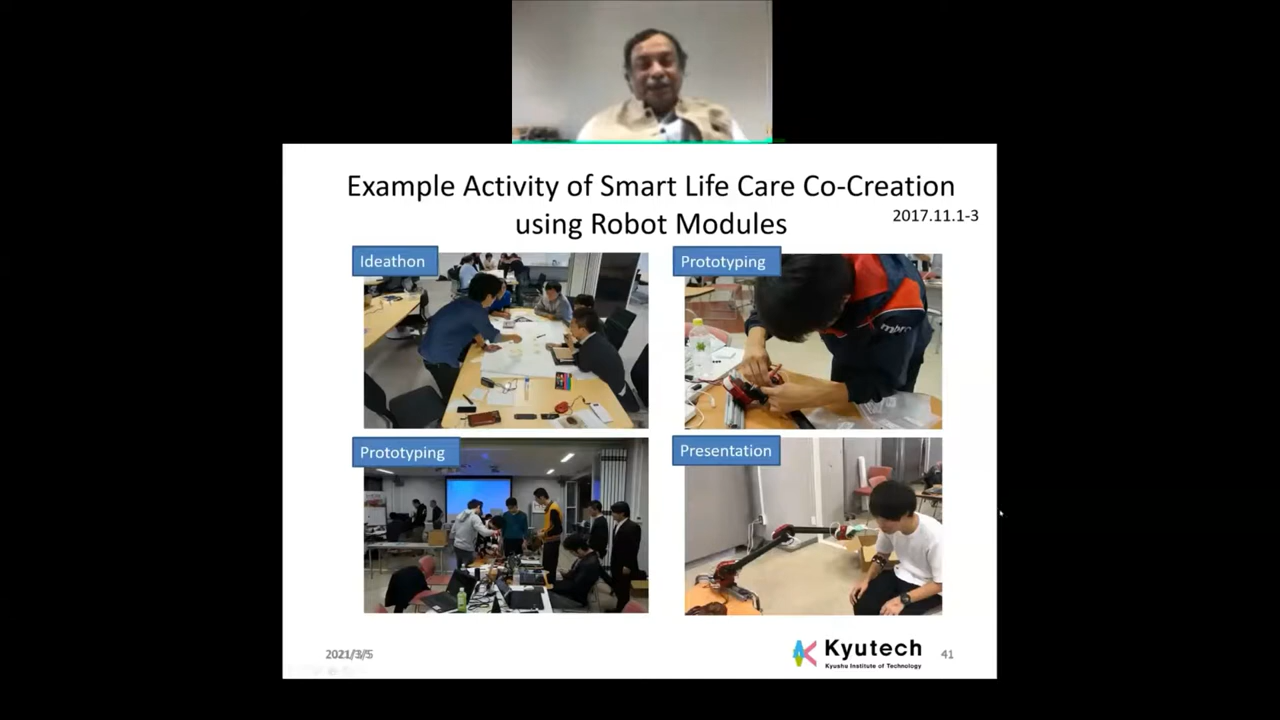 Example Activity of Smart Life Care Co-Creation
using Robot Modules
2017.11.1-3
Ideathon
Prototyping
Prototyping
Presentation
2021/3/5
Kyutech
Kyushu Institute of Technology
41